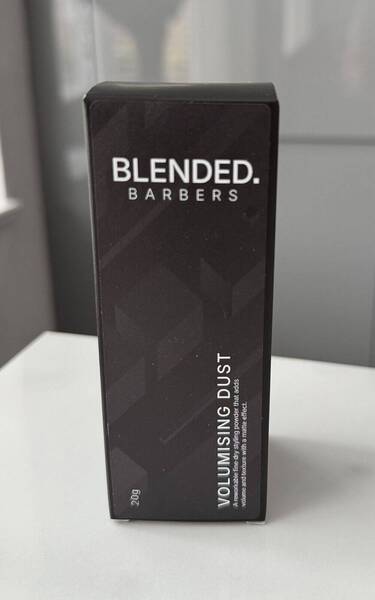 BLENDED.
BARBERS
VOLUMISING DUST
A reworkable fine dry styling powder that adds
volume and texture with a matte effect.
20g